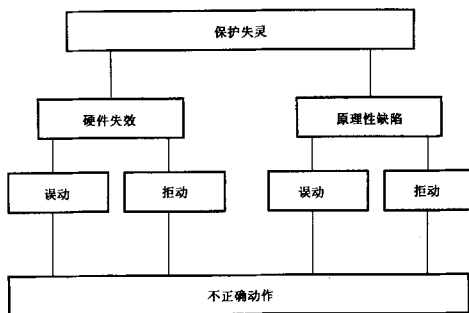 保护失灵
硬件失效
原理性缺陷
误动
拒动
误动
拒动
不正确动作